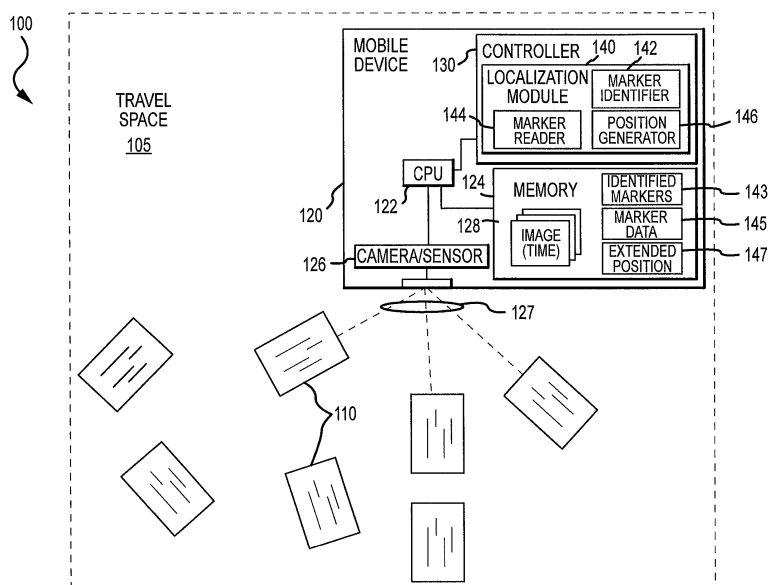 100
MOBILE
DEVICE
130
CONTROLLER
140
142
LOCALIZATION
MODULE
MARKER
IDENTIFIER
144
MARKER
READER
POSITION
GENERATOR
146
TRAVEL
SPACE
105
CPU
122
120
124
MEMORY
128
IMAGE
(TIME)
IDENTIFIED
MARKERS
143
MARKER
DATA
145
EXTENDED
POSITION
147
CAMERA/SENSOR
126
127
110